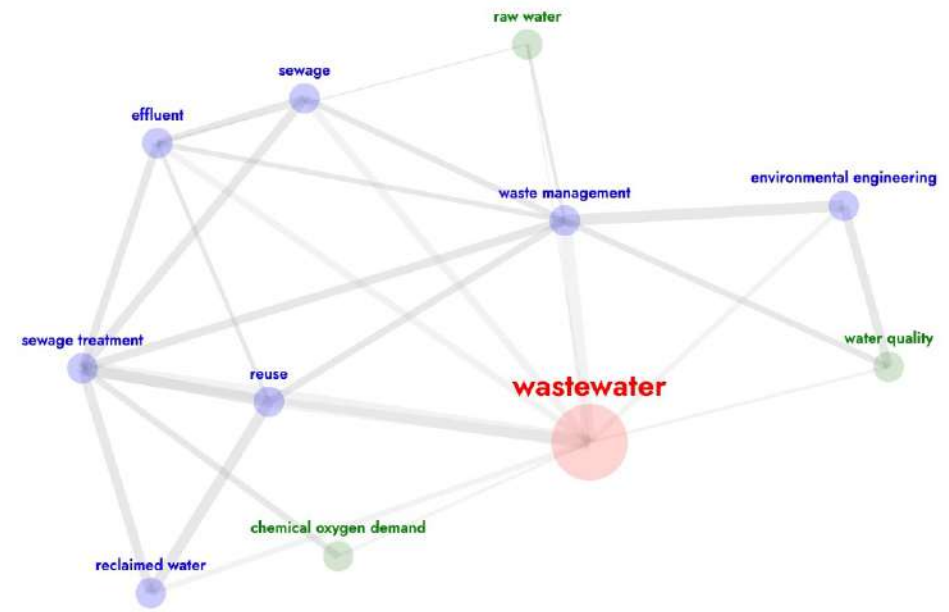 raw water
sewage
effluent
environmental engineering
waste management
sewage treatment
water quality
reuse
wastewater
chemical oxygen demand
reclaimed water